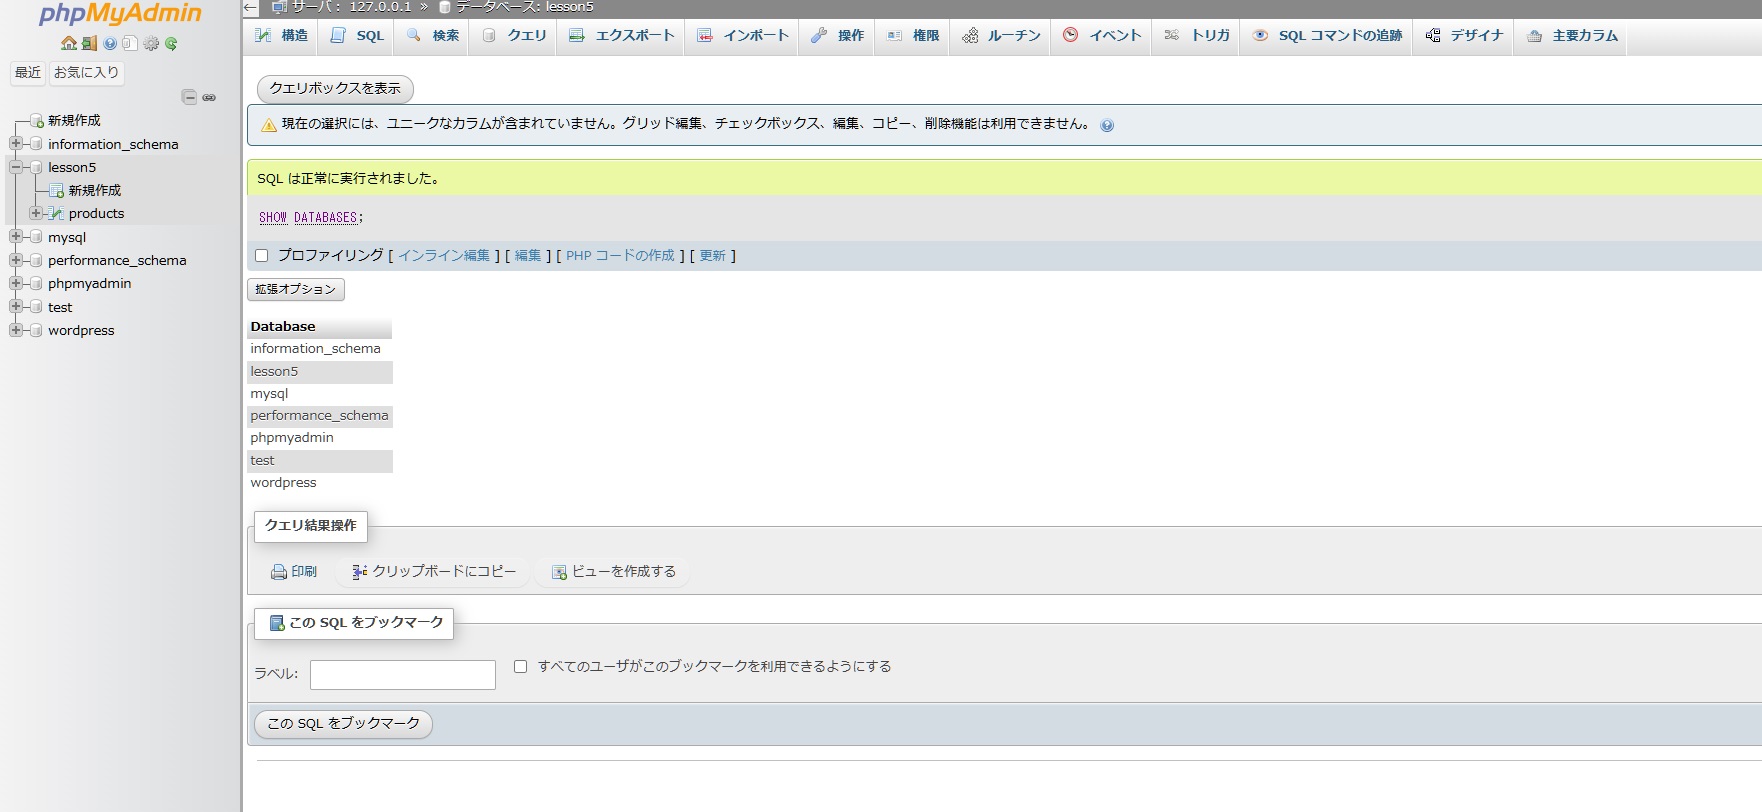 phpMyAdmin
最近 お気に入り
新規作成
information_schema
lesson5
新規作成
products
mysql
performance_schema
phpmyadmin
test
wordpress
サーバ: 127.0.0.1 » データベース: lesson5
構造 SQL 検索 クエリ エクスポート インポート 操作 権限 ルーチン イベント トリガ SQL コマンドの追跡 デザイナ 主要カラム
クエリボックスを表示
現在の選択には、ユニークなカラムが含まれていません。グリッド編集、チェックボックス、編集、コピー、削除機能は利用できません。
SQL は正常に実行されました。
SHOW DATABASES;
プロファイリング [ インライン編集 ] [ 編集 ] [ PHP コードの作成 ] [ 更新 ]
拡張オプション
Database
information_schema
lesson5
mysql
performance_schema
phpmyadmin
test
wordpress
クエリ結果操作
印刷 クリップボードにコピー ビューを作成する
この SQL をブックマーク
ラベル: すべてのユーザがこのブックマークを利用できるようにする
この SQL をブックマーク